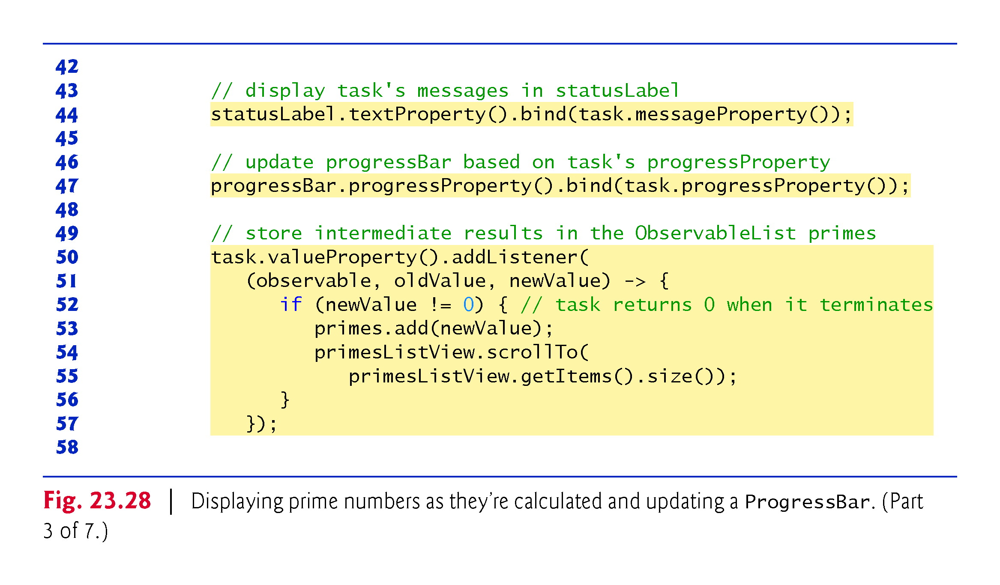 42
43 // display task's messages in statusLabel
44 statusLabel.textProperty().bind(task.messageProperty());
45
46 // update progressBar based on task's progressProperty
47 progressBar.progressProperty().bind(task.progressProperty());
48
49 // store intermediate results in the ObservableList primes
50 task.valueProperty().addListener(
51 (observable, oldValue, newValue) -> {
52 if (newValue != 0) { // task returns 0 when it terminates
53 primes.add(newValue);
54 primesListView.scrollTo(
55 primesListView.getItems().size());
56 }
57 });
58
Fig. 23.28 | Displaying prime numbers as they’re calculated and updating a ProgressBar. (Part
3 of 7.)